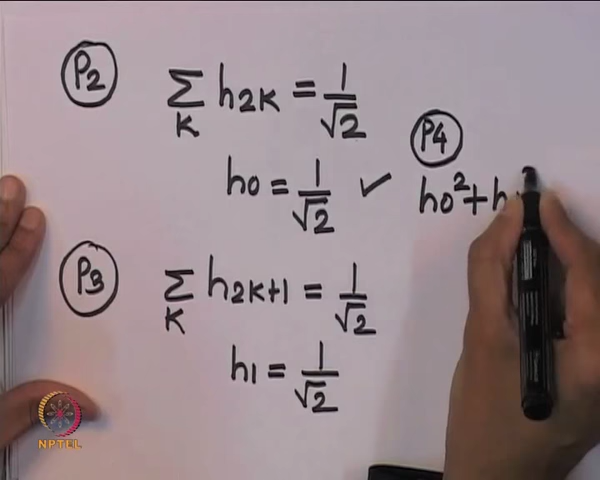 P2
∑ₖ h₂ₖ = 1/√2
h0 = 1/√2 ✓
P3
∑ₖ h₂ₖ₊₁ = 1/√2
h1 = 1/√2
P4
h0² + h
NPTEL